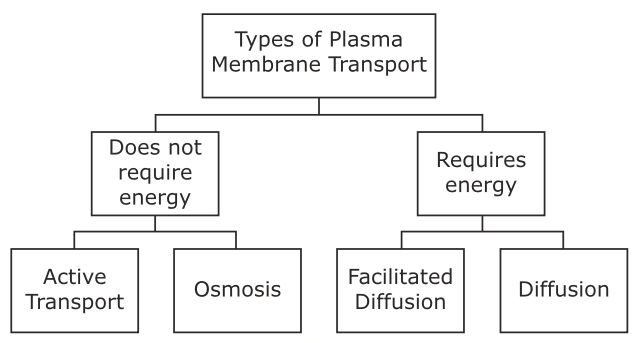 Types of Plasma
Membrane Transport
Does not
require
energy
Requires
energy
Active
Transport
Osmosis
Facilitated
Diffusion
Diffusion